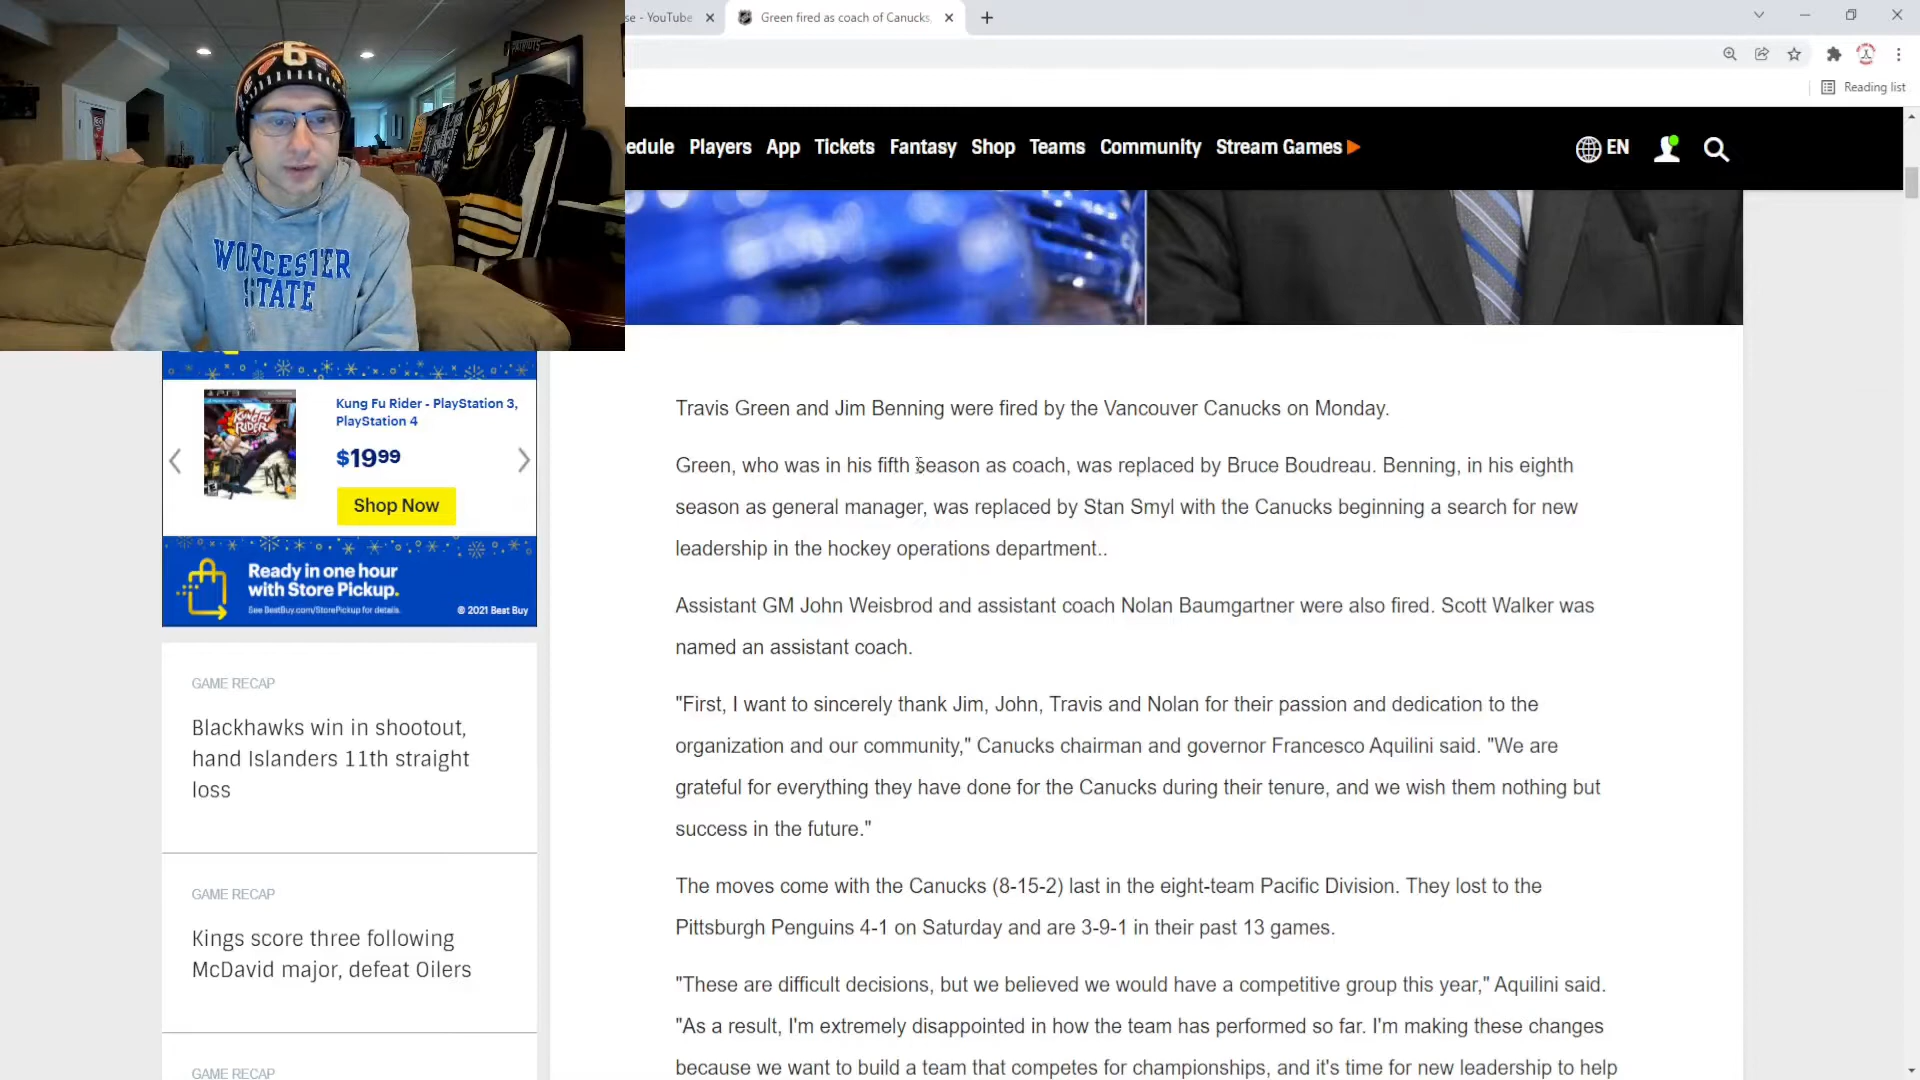 se - YouTube
Green fired as coach of Canucks,
Reading list
edule Players App Tickets Fantasy Shop Teams Community Stream Games
EN
6
WORCESTER
STATE
Kung Fu Rider - PlayStation 3,
PlayStation 4
$1999
Shop Now
Ready in one hour
with Store Pickup.
See BestBuy.com/StorePickup for details.
© 2021 Best Buy
GAME RECAP
Blackhawks win in shootout,
hand Islanders 11th straight
loss
GAME RECAP
Kings score three following
McDavid major, defeat Oilers
GAME RECAP
Travis Green and Jim Benning were fired by the Vancouver Canucks on Monday.
Green, who was in his fifth season as coach, was replaced by Bruce Boudreau. Benning, in his eighth
season as general manager, was replaced by Stan Smyl with the Canucks beginning a search for new
leadership in the hockey operations department..
Assistant GM John Weisbrod and assistant coach Nolan Baumgartner were also fired. Scott Walker was
named an assistant coach.
"First, I want to sincerely thank Jim, John, Travis and Nolan for their passion and dedication to the
organization and our community," Canucks chairman and governor Francesco Aquilini said. "We are
grateful for everything they have done for the Canucks during their tenure, and we wish them nothing but
success in the future."
The moves come with the Canucks (8-15-2) last in the eight-team Pacific Division. They lost to the
Pittsburgh Penguins 4-1 on Saturday and are 3-9-1 in their past 13 games.
"These are difficult decisions, but we believed we would have a competitive group this year," Aquilini said.
"As a result, I'm extremely disappointed in how the team has performed so far. I'm making these changes
because we want to build a team that competes for championships, and it's time for new leadership to help